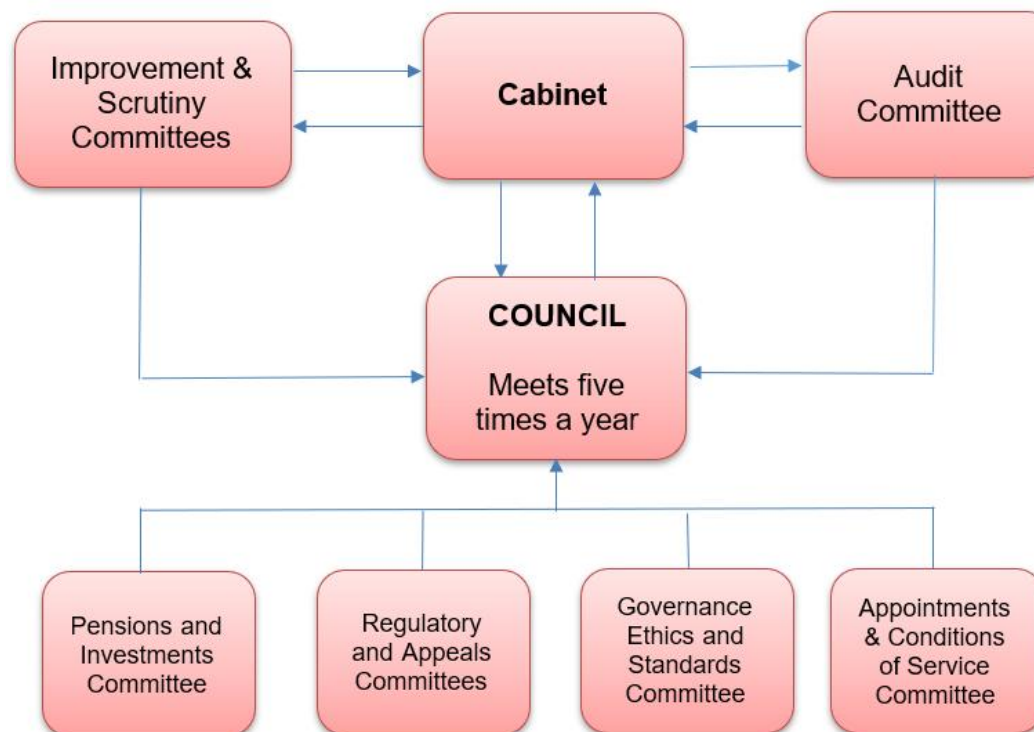 Improvement &
Scrutiny
Committees
Cabinet
Audit
Committee
COUNCIL
Meets five
times a year
Pensions and
Investments
Committee
Regulatory
and Appeals
Committees
Governance
Ethics and
Standards
Committee
Appointments
& Conditions
of Service
Committee